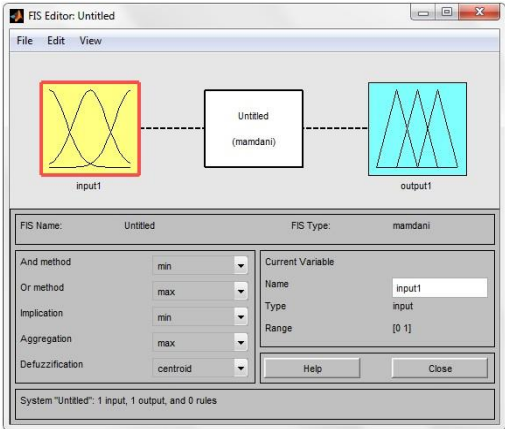 FIS Editor: Untitled
File Edit View
Untitled
(mamdani)
input1
output1
FIS Name: Untitled FIS Type: mamdani
And method min
Or method max
Implication min
Aggregation max
Defuzzification centroid
Current Variable
Name input1
Type input
Range [0 1]
Help Close
System "Untitled": 1 input, 1 output, and 0 rules